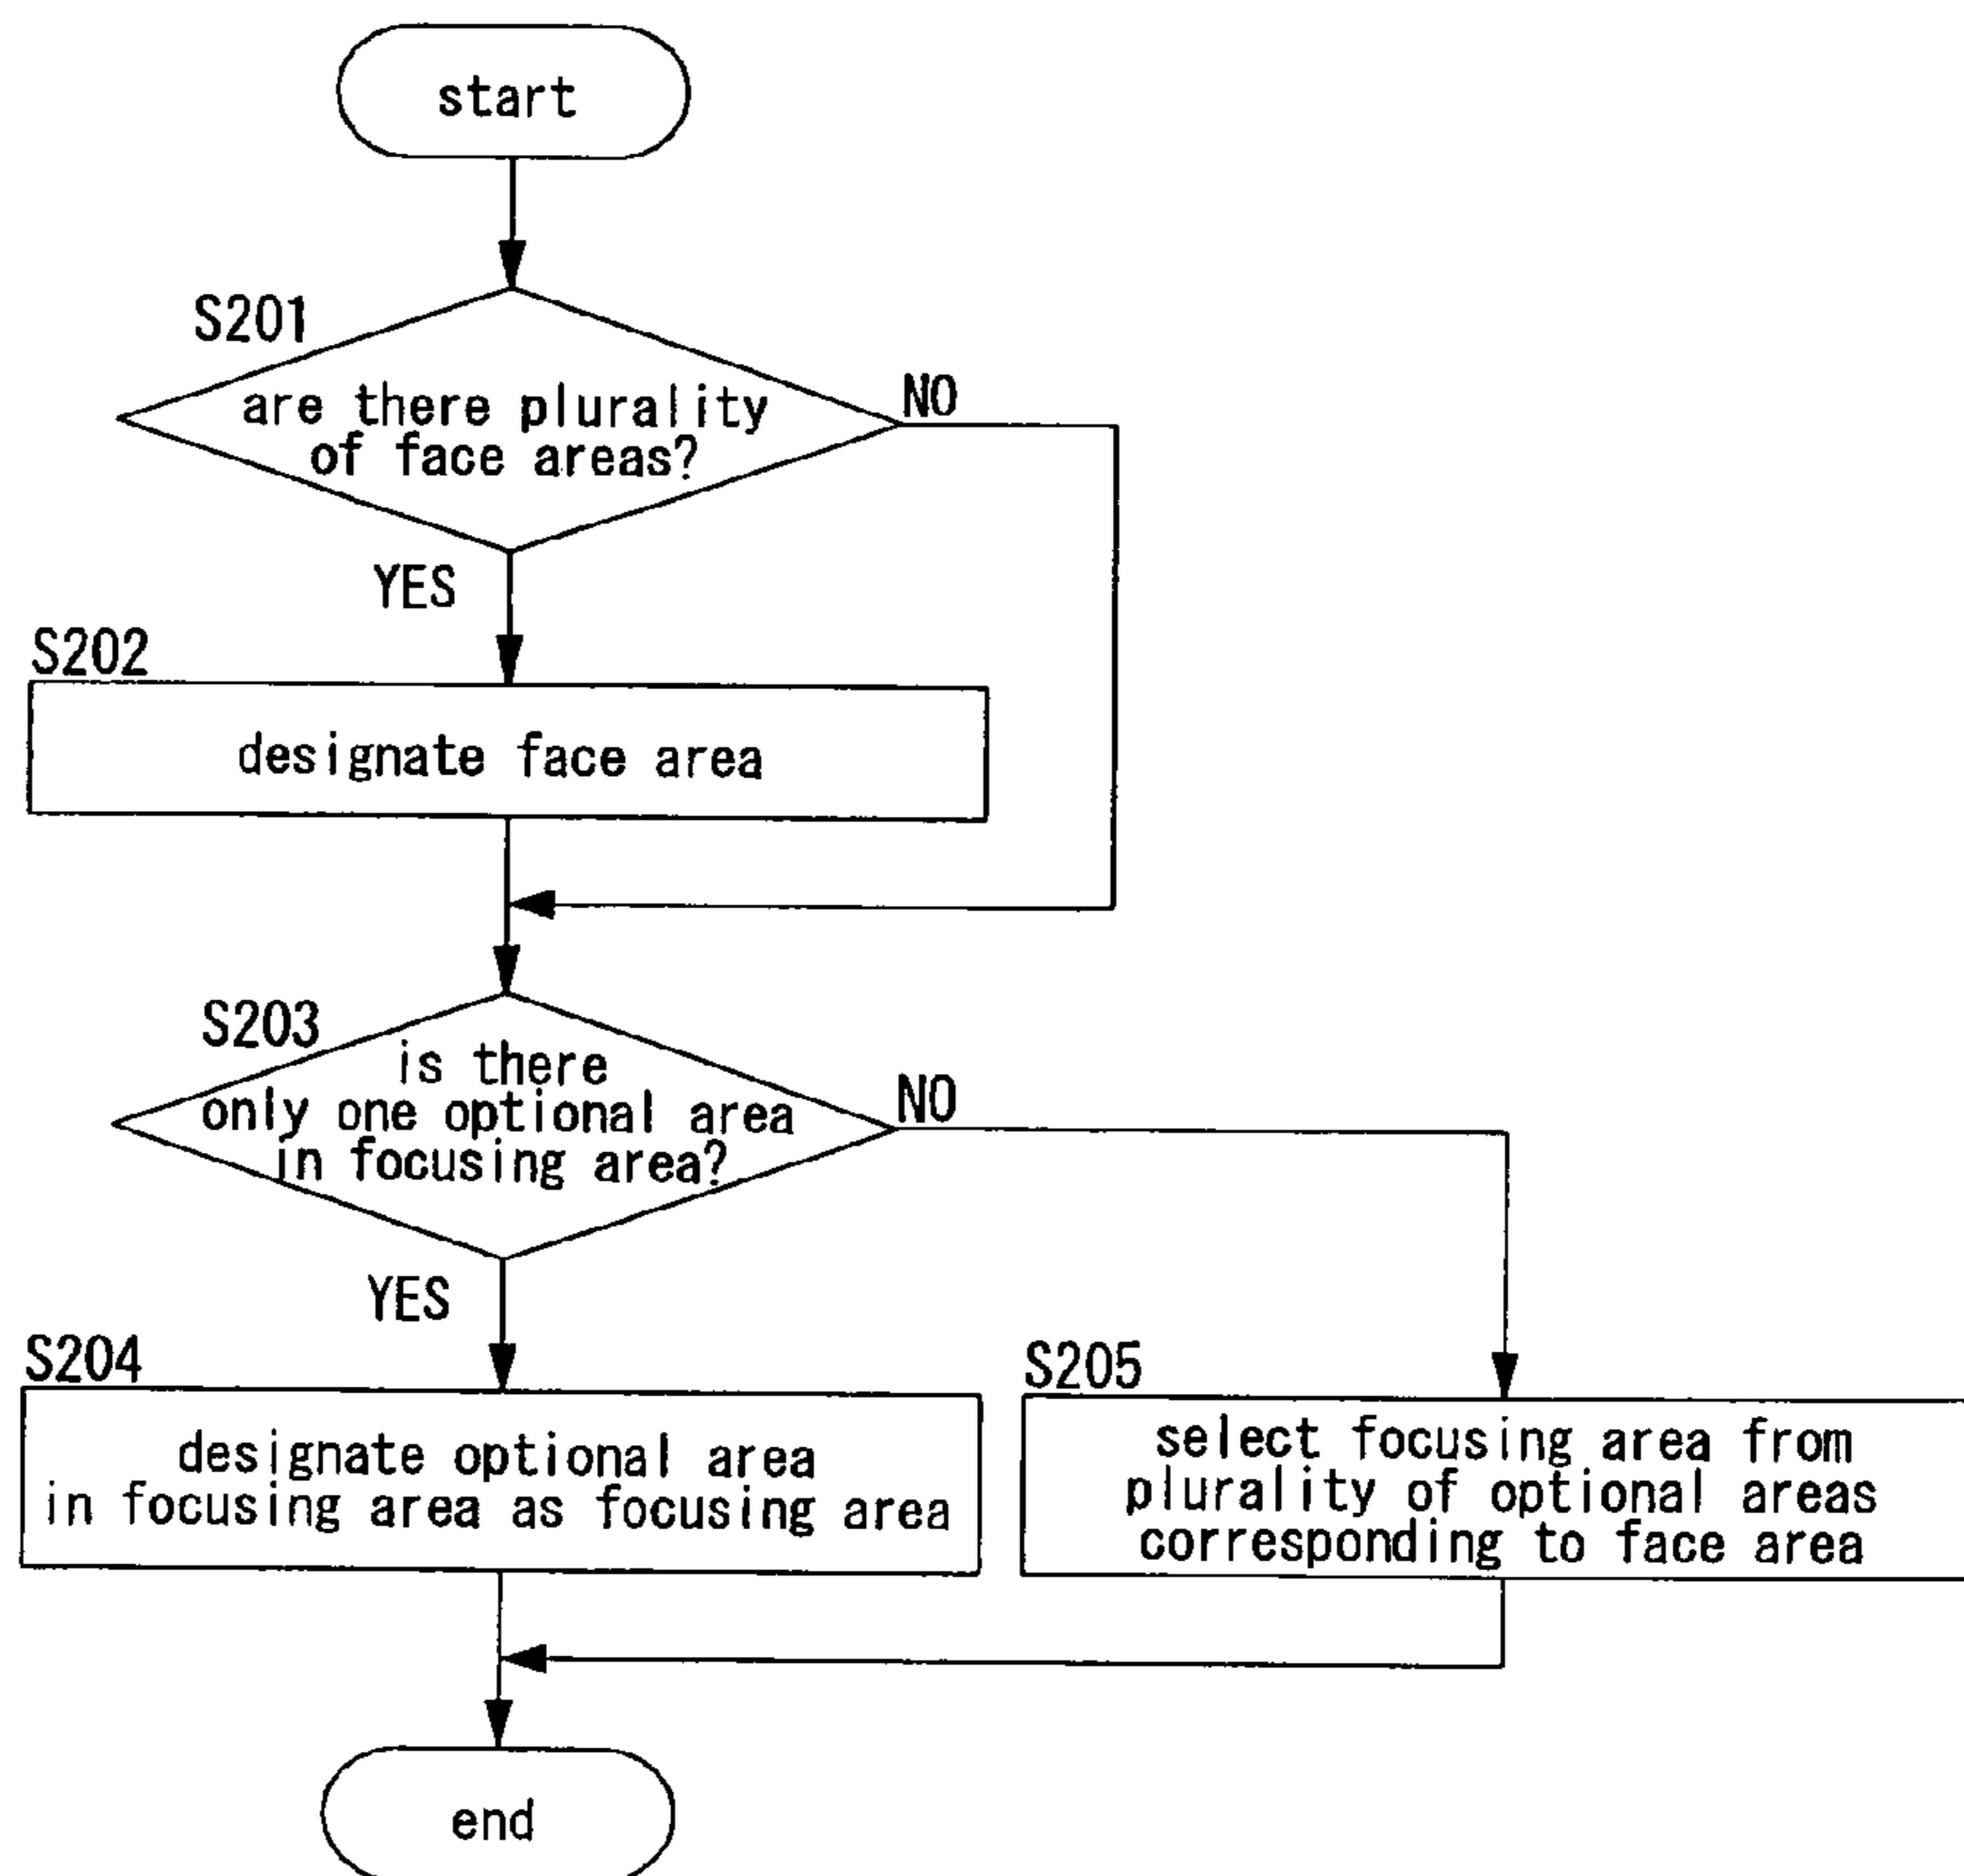 start
S201
are there plurality
of face areas?
NO
YES
S202
designate face area
S203
is there
only one optional area
in focusing area?
NO
YES
S204
designate optional area
in focusing area as focusing area
S205
select focusing area from
plurality of optional areas
corresponding to face area
end